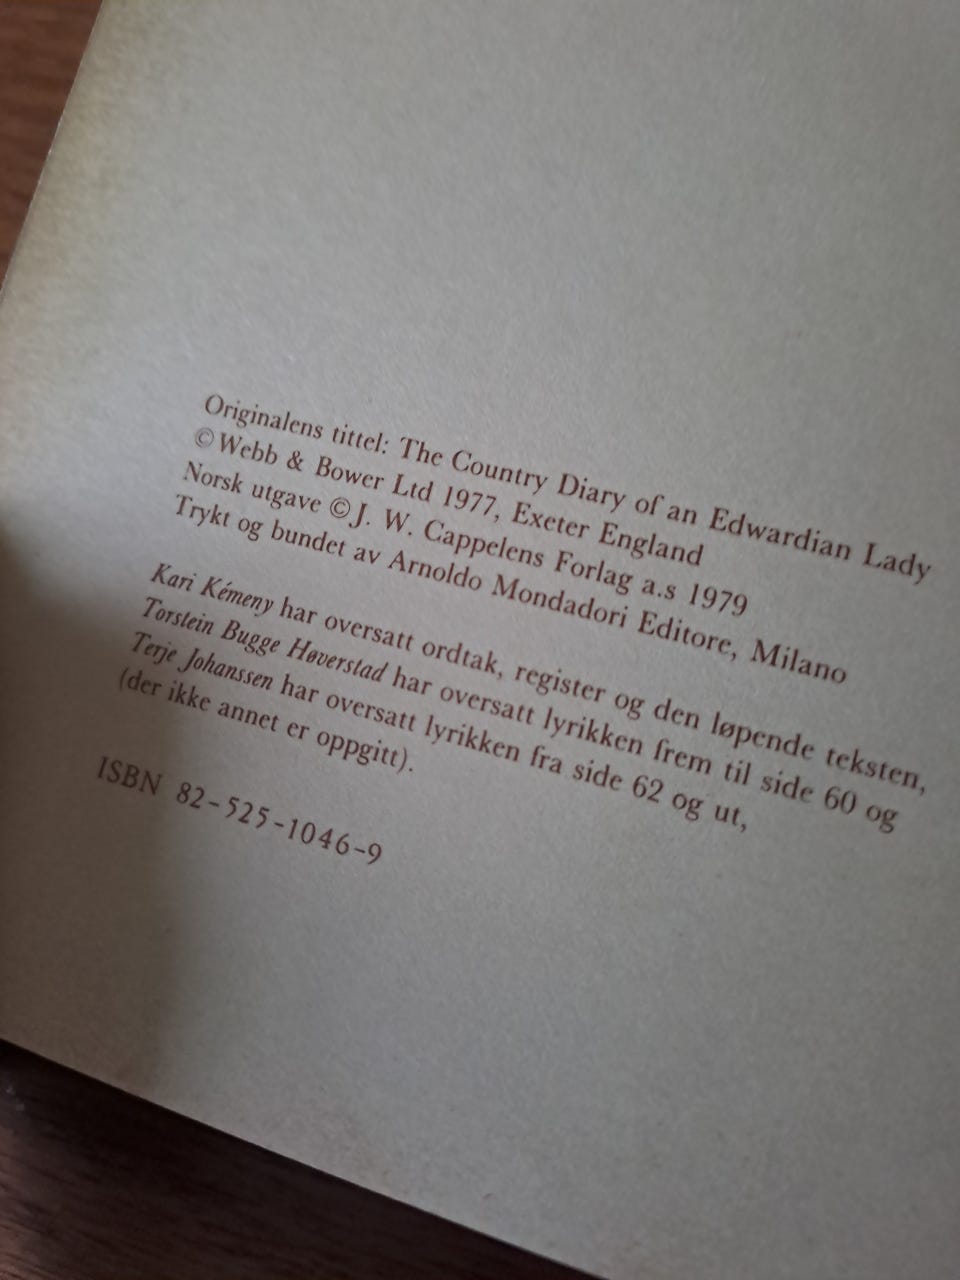 Originalens tittel: The Country Diary of an Edwardian Lady
© Webb & Bower Ltd 1977, Exeter England
Norsk utgave © J. W. Cappelens Forlag a.s 1979
Trykt og bundet av Arnoldo Mondadori Editore, Milano
Kari Kémeny har oversatt ordtak, register og den løpende teksten,
Torstein Bugge Høverstad har oversatt lyrikken frem til side 60 og
Terje Johanssen har oversatt lyrikken fra side 62 og ut,
(der ikke annet er oppgitt).
ISBN 82-525-1046-9